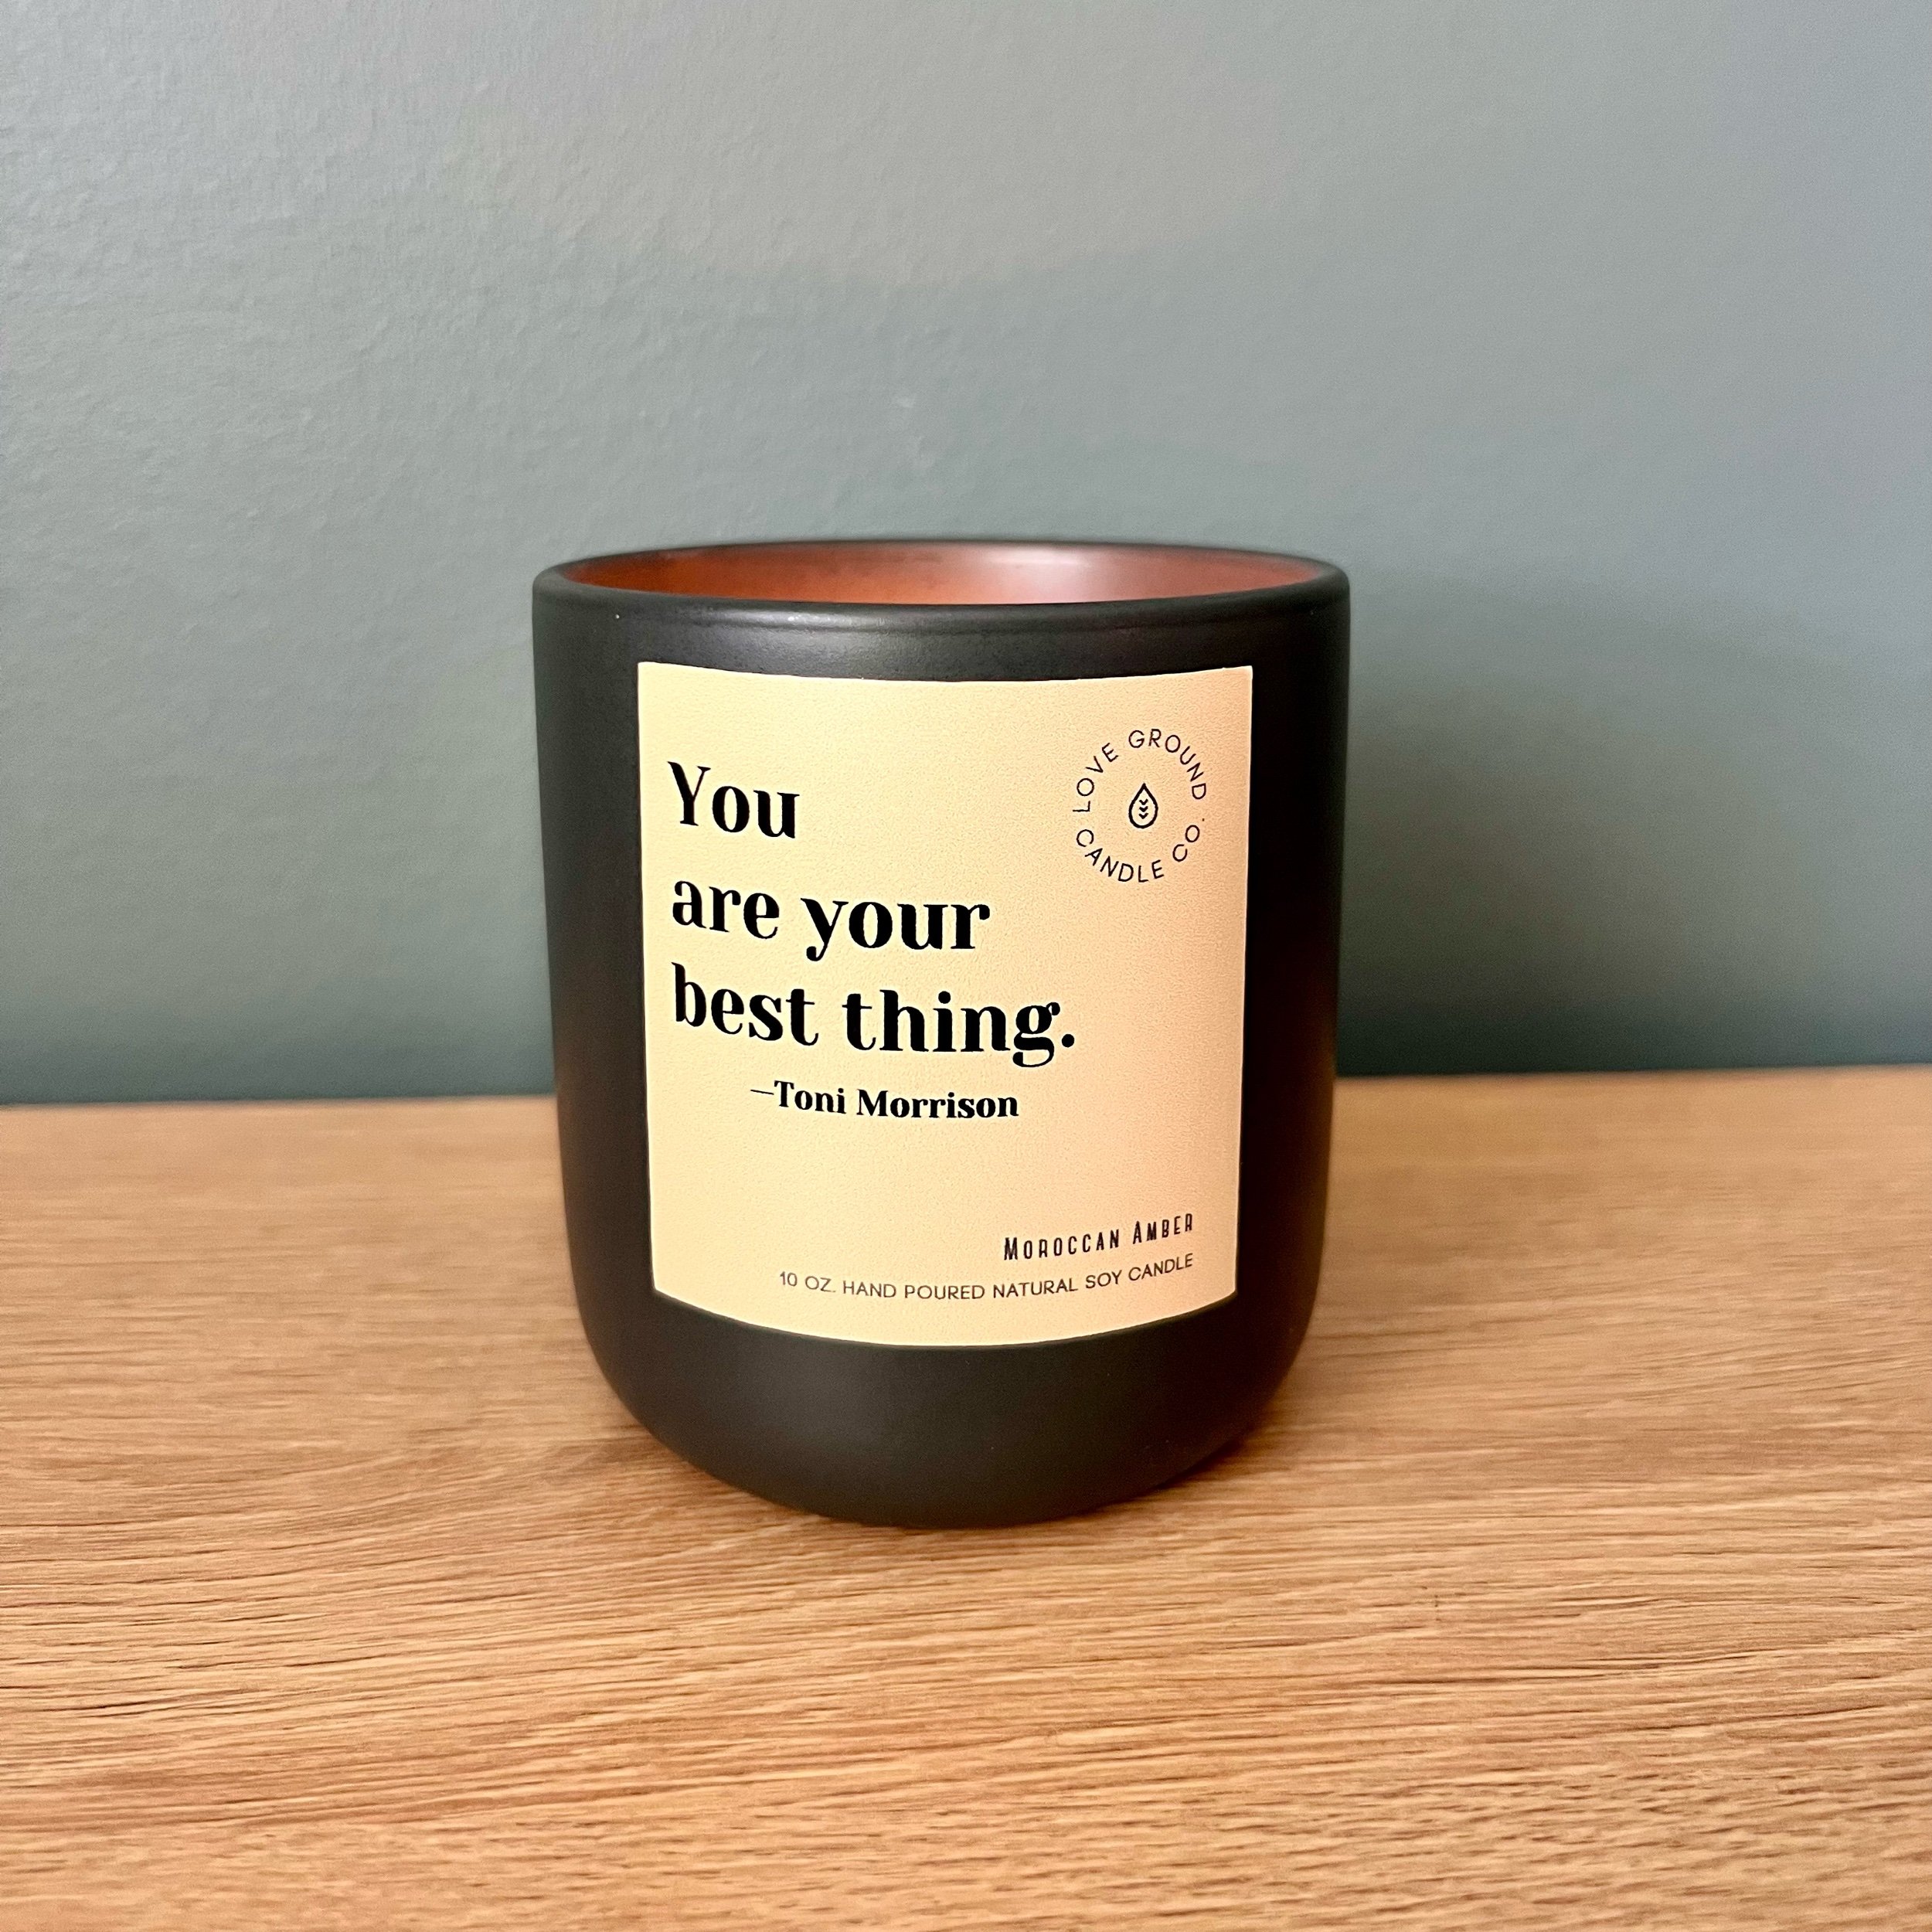 You
are your
best thing.
—Toni Morrison
LOVE GROUND
CANDLE CO.
MOROCCAN AMBER
10 OZ. HAND POURED NATURAL SOY CANDLE